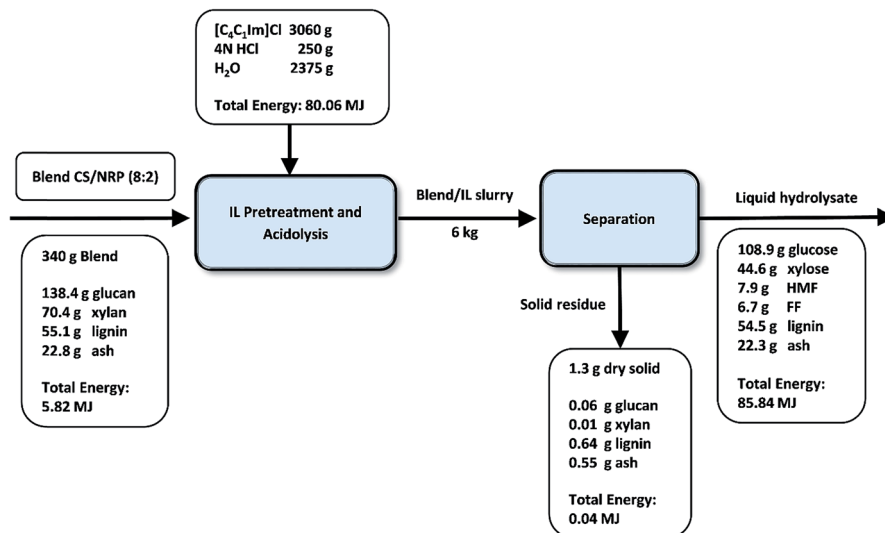 [C₄C₁Im]Cl 3060 g
4N HCl 250 g
H₂O 2375 g
Total Energy: 80.06 MJ
Blend CS/NRP (8:2)
IL Pretreatment and
Acidolysis
Blend/IL slurry
6 kg
Separation
Liquid hydrolysate
340 g Blend
138.4 g glucan
70.4 g xylan
55.1 g lignin
22.8 g ash
Total Energy:
5.82 MJ
Solid residue
1.3 g dry solid
0.06 g glucan
0.01 g xylan
0.64 g lignin
0.55 g ash
Total Energy:
0.04 MJ
108.9 g glucose
44.6 g xylose
7.9 g HMF
6.7 g FF
54.5 g lignin
22.3 g ash
Total Energy:
85.84 MJ